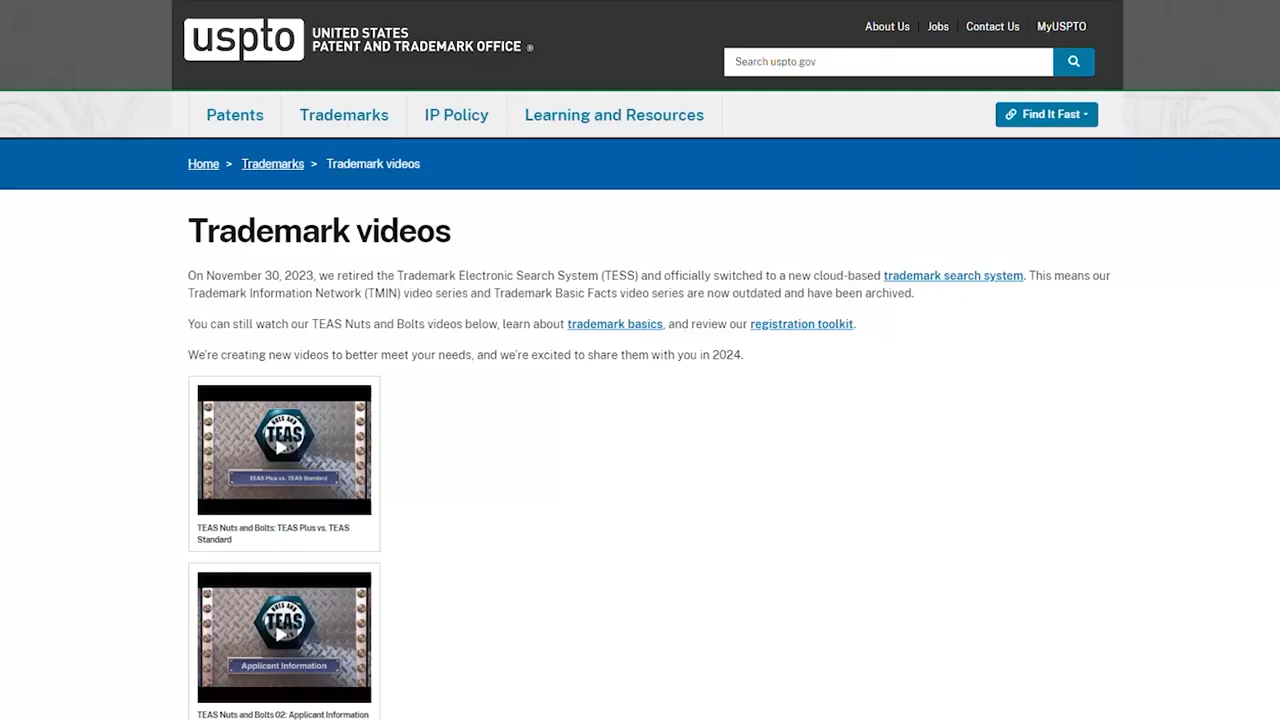 uspto UNITED STATES
PATENT AND TRADEMARK OFFICE ®
About Us Jobs Contact Us MyUSPTO
Search uspto.gov
Patents Trademarks IP Policy Learning and Resources Find It Fast
Home > Trademarks > Trademark videos
Trademark videos
On November 30, 2023, we retired the Trademark Electronic Search System (TESS) and officially switched to a new cloud-based trademark search system. This means our
Trademark Information Network (TMIN) video series and Trademark Basic Facts video series are now outdated and have been archived.
You can still watch our TEAS Nuts and Bolts videos below, learn about trademark basics, and review our registration toolkit.
We're creating new videos to better meet your needs, and we're excited to share them with you in 2024.
NUTS AND
TEAS
TEAS Plus vs. TEAS Standard
TEAS Nuts and Bolts: TEAS Plus vs. TEAS
Standard
NUTS AND
TEAS
Applicant Information
TEAS Nuts and Bolts 02: Applicant Information